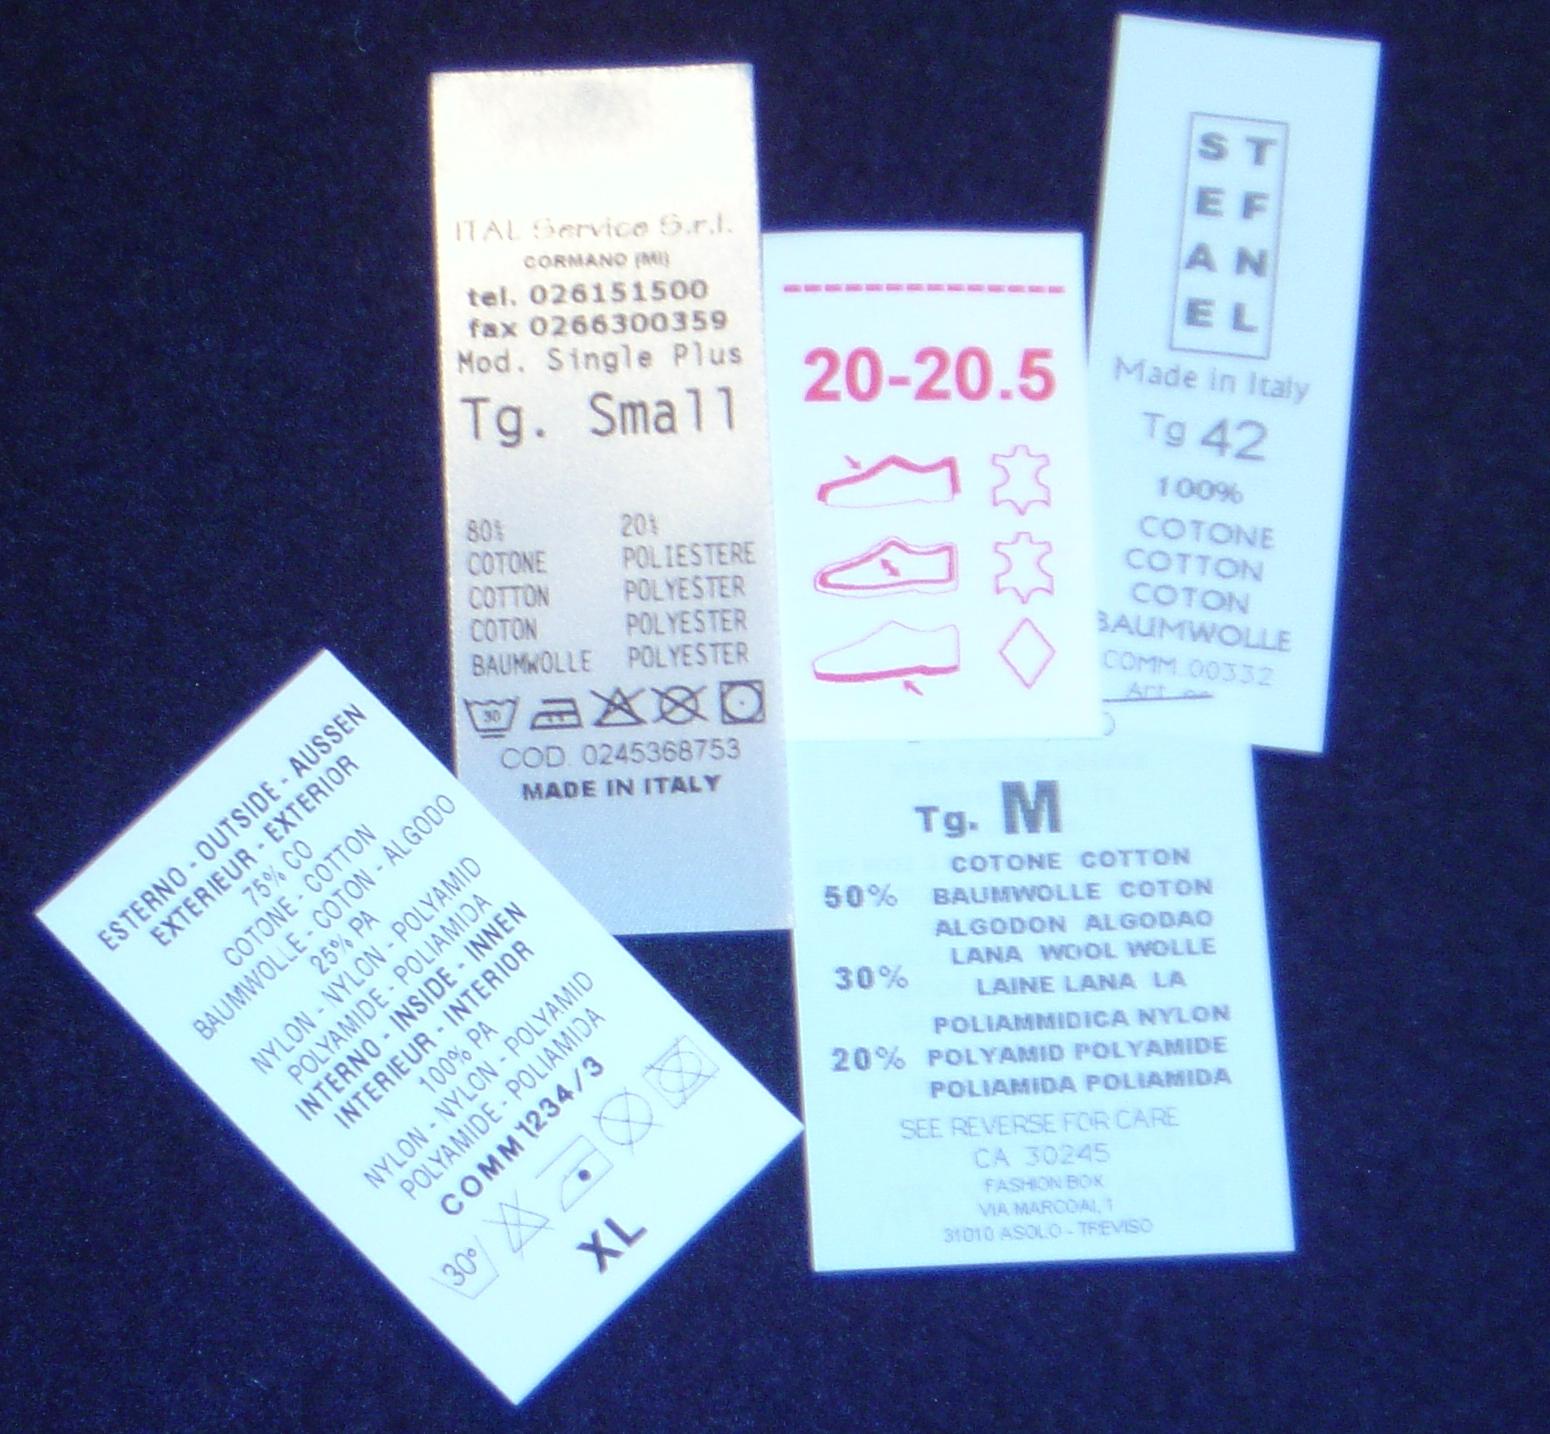 ITAL Service S.r.l.
CORMANO (MI)
tel. 026151500
fax 0266300359
Mod. Single Plus
Tg. Small
80% 20%
COTONE POLIESTERE
COTTON POLYESTER
COTON POLYESTER
BAUMWOLLE POLYESTER
30
COD. 0245368753
MADE IN ITALY
20-20.5
S T
E F
A N
E L
Made in Italy
Tg 42
100%
COTONE
COTTON
COTON
BAUMWOLLE
COMM.00332
Art.
ESTERNO - OUTSIDE - AUSSEN
EXTERIEUR - EXTERIOR
75% CO
COTONE - COTTON
BAUMWOLLE - COTON - ALGODO
25% PA
NYLON - NYLON - POLYAMID
POLYAMIDE - POLIAMIDA
INTERNO - INSIDE - INNEN
INTERIEUR - INTERIOR
100% PA
NYLON - NYLON - POLYAMID
POLYAMIDE - POLIAMIDA
COMM 1234/3
30°
XL
Tg. M
COTONE COTTON
50% BAUMWOLLE COTON
ALGODON ALGODAO
LANA WOOL WOLLE
30% LAINE LANA LA
POLIAMMIDICA NYLON
20% POLYAMID POLYAMIDE
POLIAMIDA POLIAMIDA
SEE REVERSE FOR CARE
CA 30245
FASHION BOX
VIA MARCOAI, 1
31010 ASOLO - TREVISO